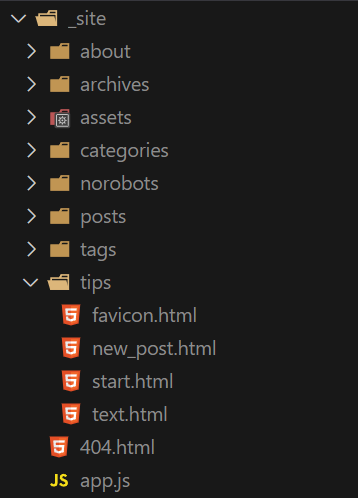 _site
about
archives
assets
categories
norobots
posts
tags
tips
favicon.html
new_post.html
start.html
text.html
404.html
JS app.js